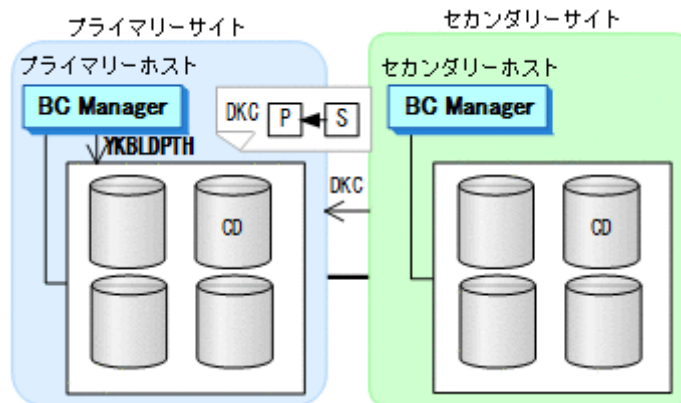 プライマリーサイト
セカンダリーサイト
プライマリーホスト
セカンダリーホスト
BC Manager
DKC P S
BC Manager
YKBLDPTH
DKC
CD
CD